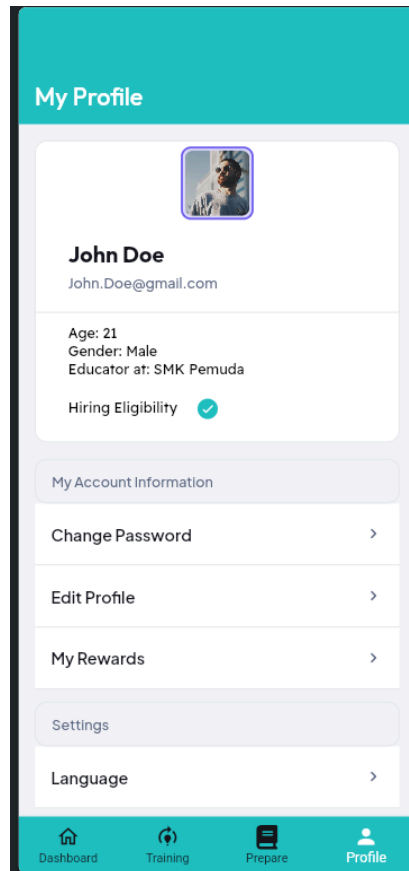 My Profile
John Doe
John.Doe@gmail.com
Age: 21
Gender: Male
Educator at: SMK Pemuda
Hiring Eligibility
My Account Information
Change Password
Edit Profile
My Rewards
Settings
Language
Dashboard
Training
Prepare
Profile